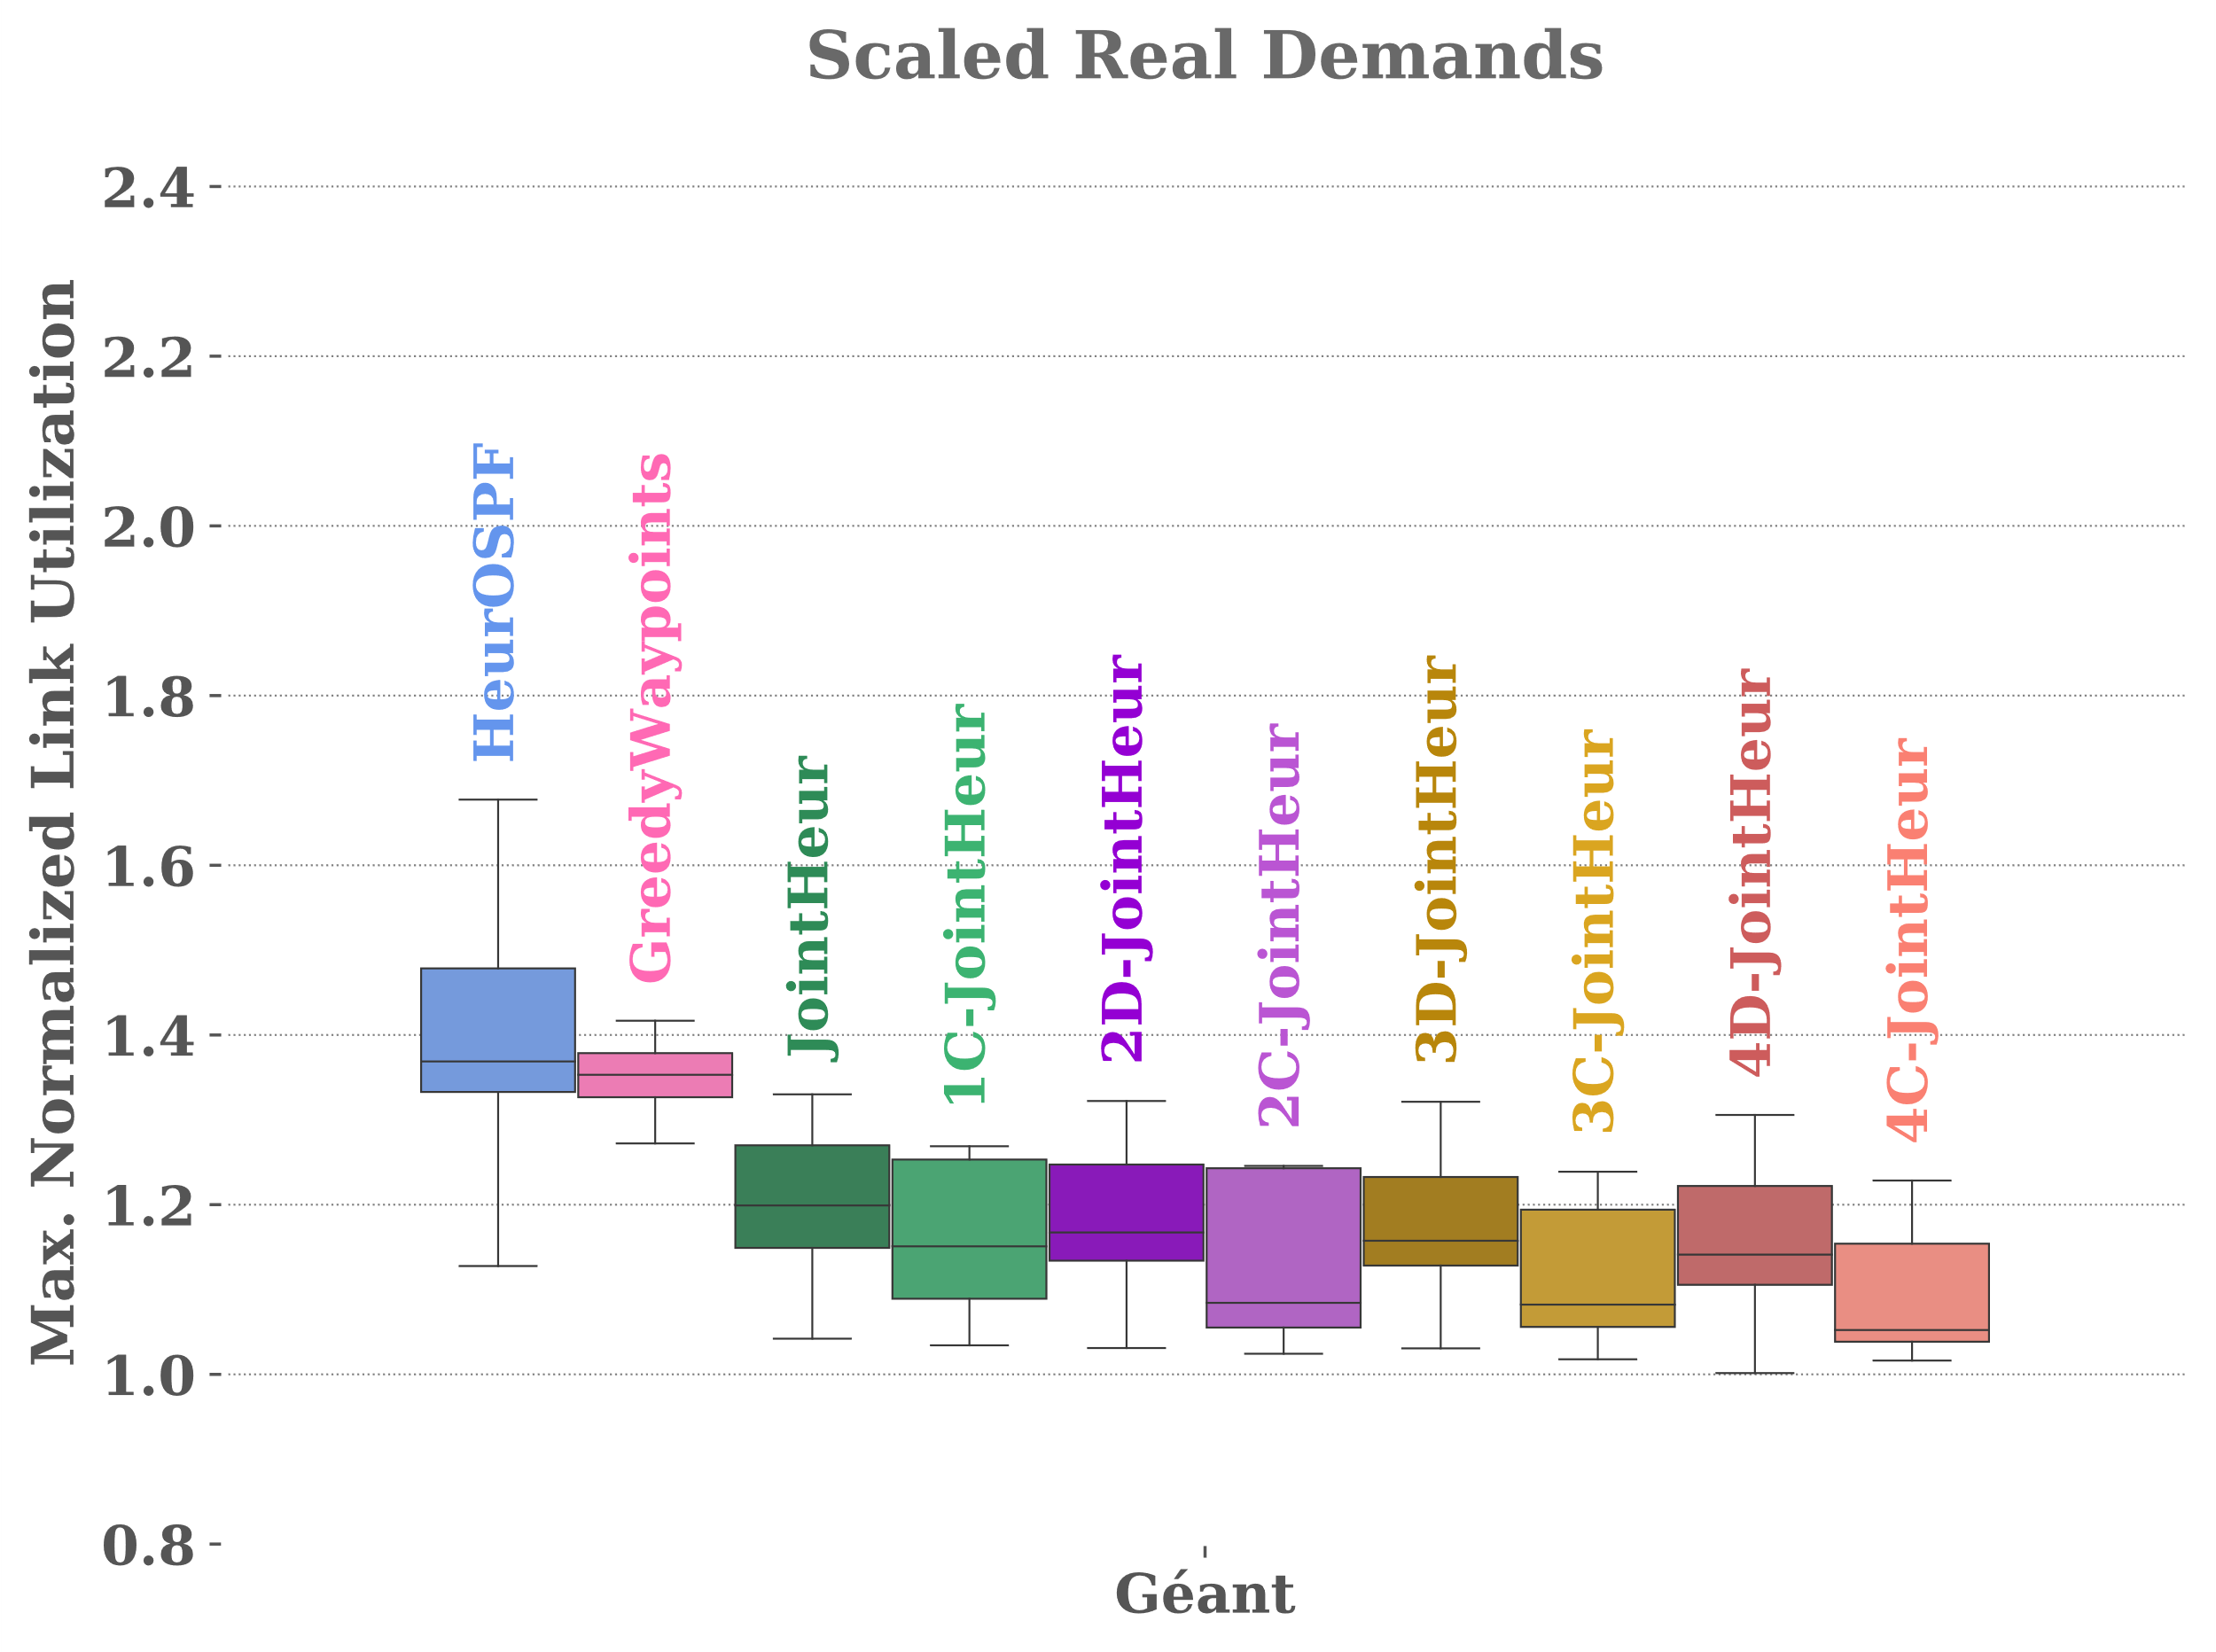 Scaled Real Demands
Max. Normalized Link Utilization
2.4
2.2
2.0
1.8
1.6
1.4
1.2
1.0
0.8
HeurOSPF
GreedyWaypoints
JointHeur
1C-JointHeur
2D-JointHeur
2C-JointHeur
3D-JointHeur
3C-JointHeur
4D-JointHeur
4C-JointHeur
Géant